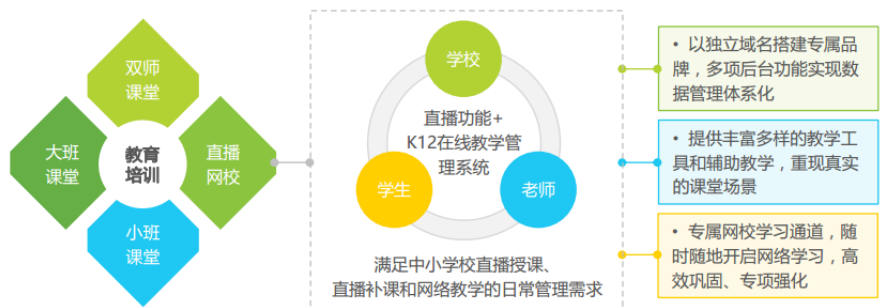 双师
课堂
大班
课堂
教育
培训
直播
网校
小班
课堂
学校
直播功能+
K12在线教学管
理系统
学生
老师
满足中小学校直播授课、
直播补课和网络教学的日常管理需求
• 以独立域名搭建专属品
牌，多项后台功能实现数
据管理体系化
• 提供丰富多样的教学工
具和辅助教学，重现真实
的课堂场景
• 专属网校学习通道，随
时随地开启网络学习，高
效巩固、专项强化